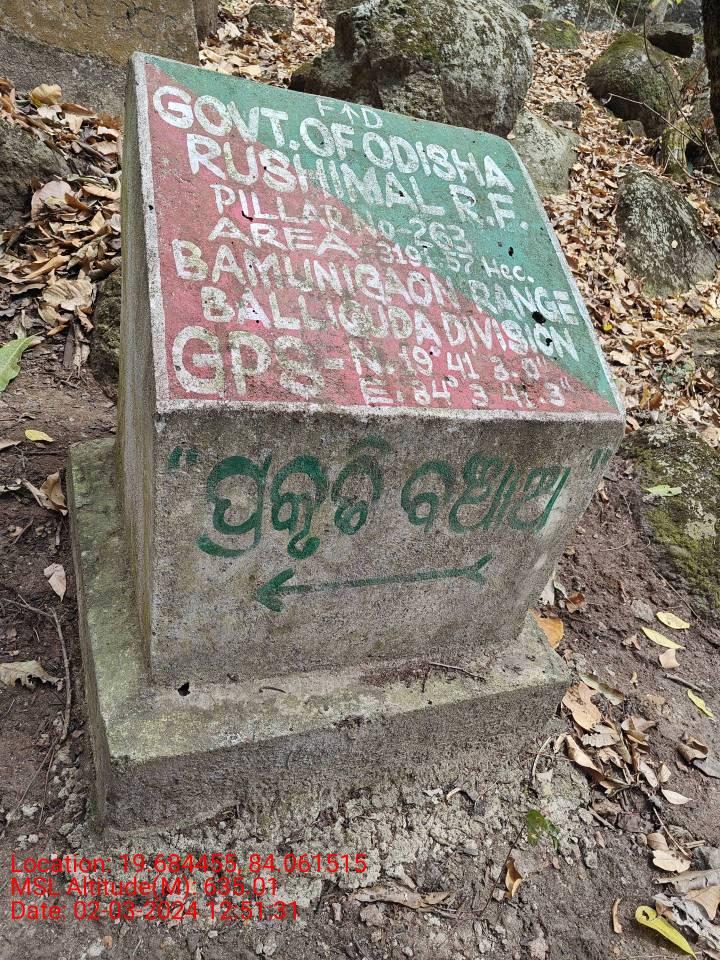 F↑D
GOVT. OF ODISHA
RUSHIMAL R.F.
PILLAR NO-263
AREA-3191.57 Hec.
BAMUNIGAON RANGE
BALLIGUDA DIVISION
GPS-N. 19° 41' 3.0"
E. 84° 3' 41.3"
"ପ୍ରକୃତି ବଞ୍ଚାଅ"
Location: 19.684455, 84.061515
MSL Altitude(M): 635.01
Date: 02-03-2024 12:51:31